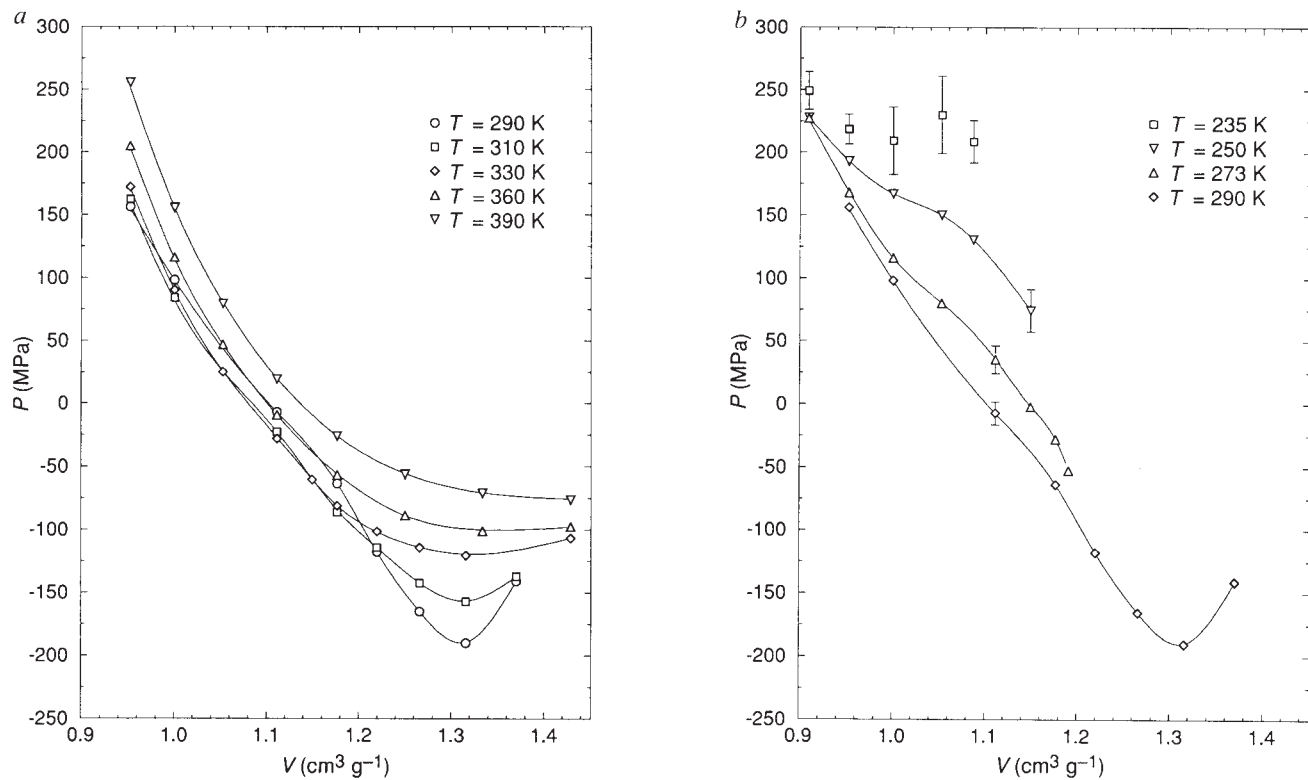 a
300
250
200
150
100
50
0
-50
-100
-150
-200
-250
P (MPa)
0.9
1.0
1.1
1.2
1.3
1.4
V (cm³ g⁻¹)
T = 290 K
T = 310 K
T = 330 K
T = 360 K
T = 390 K
b
300
250
200
150
100
50
0
-50
-100
-150
-200
-250
P (MPa)
0.9
1.0
1.1
1.2
1.3
1.4
V (cm³ g⁻¹)
T = 235 K
T = 250 K
T = 273 K
T = 290 K